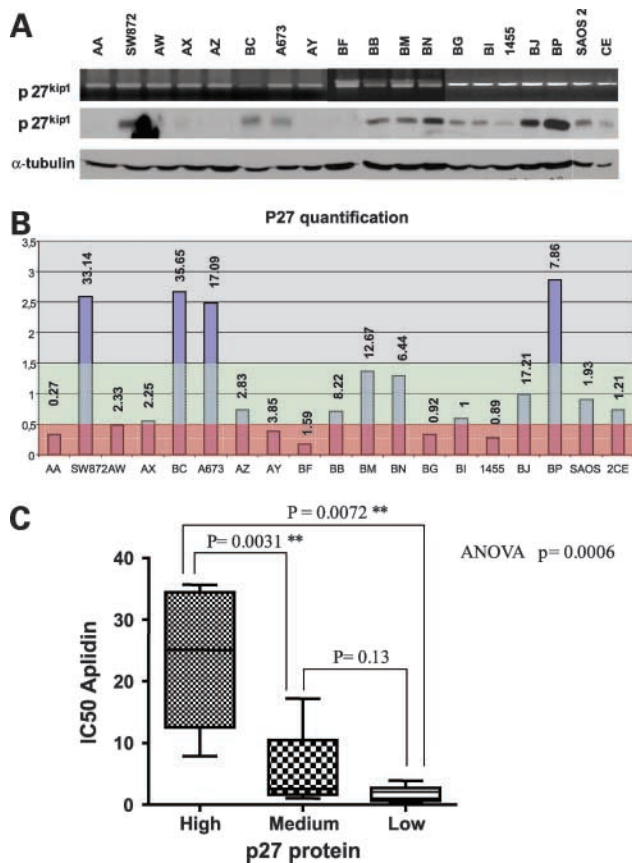 A
AA SW872 AW AX AZ BC A673 AY BF BB BM BN BG BI 1455 BJ BP SAOS 2 CE
p 27kip1
p 27kip1
α-tubulin
B
P27 quantification
3,5
3
2,5
2
1,5
1
0,5
0
0.27 33.14 2.33 2.25 35.65 17.09 2.83 3.85 1.59 8.22 12.67 6.44 0.92 1 0.89 17.21 7.86 1.93 1.21
AA SW872 AW AX BC A673 AZ AY BF BB BM BN BG BI 1455 BJ BP SAOS 2CE
C
P = 0.0072 **
P= 0.0031 **
ANOVA p= 0.0006
P= 0.13
IC50 Aplidin
40
30
20
10
0
High Medium Low
p27 protein